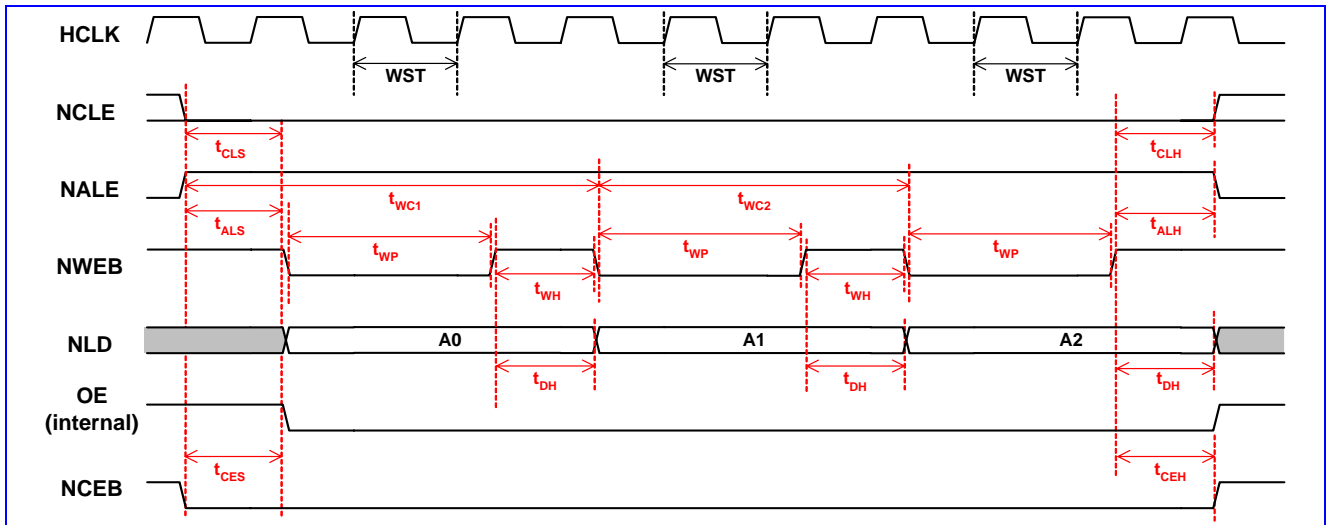 HCLK
WST WST WST
NCLE
tCLS tCLH
NALE
tWC1 tWC2
tALS tALH
tWP tWP tWP
NWEB
tWH tWH
NLD A0 A1 A2
tDH tDH tDH
OE
(internal)
tCES tCEH
NCEB